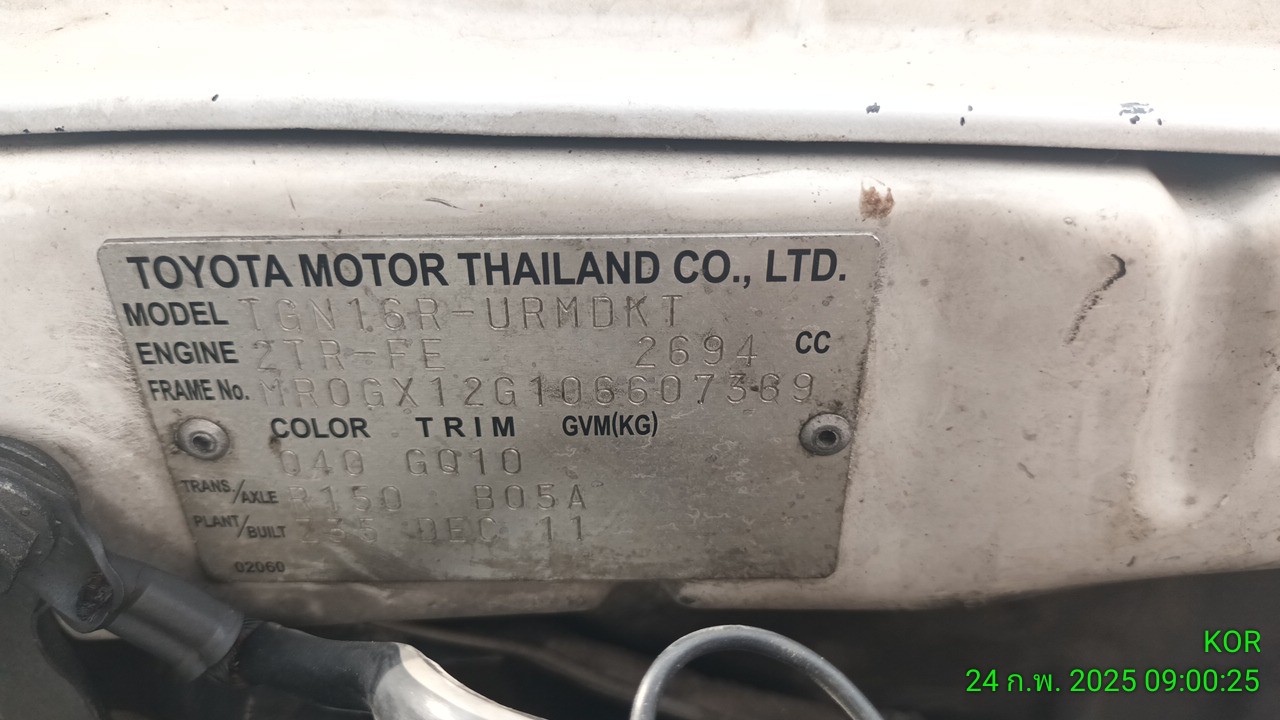 TOYOTA MOTOR THAILAND CO., LTD.
MODEL TGN16R-URMDKT
ENGINE 2TR-FE 2694 CC
FRAME No. MR0GX12G106607369
COLOR TRIM GVM(KG)
040 GQ10
TRANS/AXLE R150 B05A
PLANT/BUILT Z35 DEC 11
02060
KOR
24 ก.พ. 2025 09:00:25